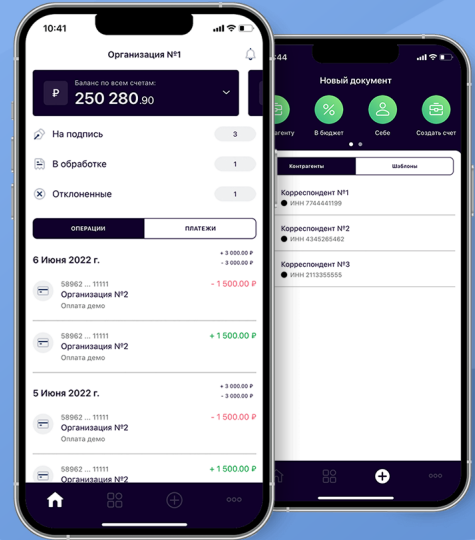 10:41
Организация №1
Баланс по всем счетам:
₽
250 280.90
На подпись
3
В обработке
1
Отклоненные
1
ОПЕРАЦИИ
ПЛАТЕЖИ
6 Июня 2022 г.
+ 3 000.00 ₽
- 3 000.00 ₽
58962 ... 11111
Организация №2
Оплата демо
- 1 500.00 ₽
58962 ... 11111
Организация №2
Оплата демо
+ 1 500.00 ₽
5 Июня 2022 г.
+ 3 000.00 ₽
- 3 000.00 ₽
58962 ... 11111
Организация №2
Оплата демо
- 1 500.00 ₽
58962 ... 11111
Организация №2
+ 1 500.00 ₽
:44
Новый документ
%
агенту
В бюджет
Себе
Создать счет
Контрагенты
Шаблоны
Корреспондент №1
ИНН 7744441199
Корреспондент №2
ИНН 4345265462
Корреспондент №3
ИНН 2113355555